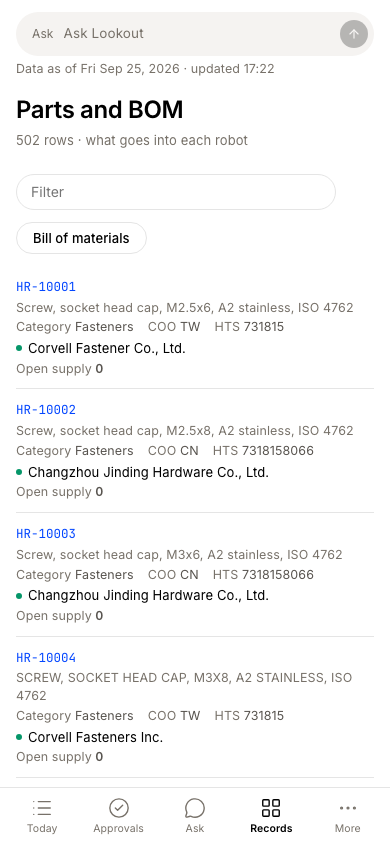 Ask Ask Lookout
Data as of Fri Sep 25, 2026 · updated 17:22
Parts and BOM
502 rows · what goes into each robot
Filter
Bill of materials
HR-10001
Screw, socket head cap, M2.5x6, A2 stainless, ISO 4762
Category Fasteners COO TW HTS 731815
Corvell Fastener Co., Ltd.
Open supply 0
HR-10002
Screw, socket head cap, M2.5x8, A2 stainless, ISO 4762
Category Fasteners COO CN HTS 7318158066
Changzhou Jinding Hardware Co., Ltd.
Open supply 0
HR-10003
Screw, socket head cap, M3x6, A2 stainless, ISO 4762
Category Fasteners COO CN HTS 7318158066
Changzhou Jinding Hardware Co., Ltd.
Open supply 0
HR-10004
SCREW, SOCKET HEAD CAP, M3X8, A2 STAINLESS, ISO
4762
Category Fasteners COO TW HTS 731815
Corvell Fasteners Inc.
Open supply 0
Today Approvals Ask Records More